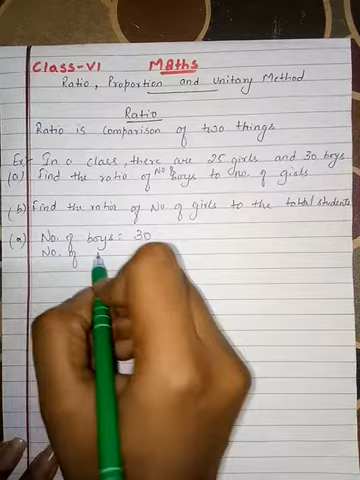 Class-VI Maths
Ratio, Proportion and Unitary Method
Ratio
Ratio is comparison of two things
Ex:- In a class, there are 25 girls and 30 boys
(a) Find the ratio of No. of boys to no. of girls
(b) Find the ratio of No. of girls to the total students
(a) No. of boys: 30
No. of